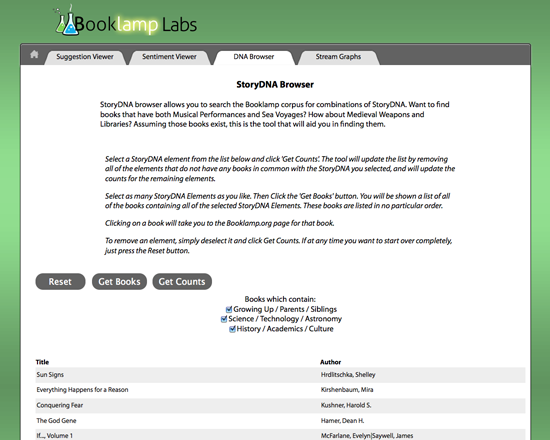 Booklamp Labs
Suggestion Viewer Sentiment Viewer DNA Browser Stream Graphs
StoryDNA Browser
StoryDNA browser allows you to search the Booklamp corpus for combinations of StoryDNA. Want to find
books that have both Musical Performances and Sea Voyages? How about Medieval Weapons and
Libraries? Assuming those books exist, this is the tool that will aid you in finding them.
Select a StoryDNA element from the list below and click 'Get Counts'. The tool will update the list by removing
all of the elements that do not have any books in common with the StoryDNA you selected, and will update the
counts for the remaining elements.
Select as many StoryDNA Elements as you like. Then Click the 'Get Books' button. You will be shown a list of all
of the books containing all of the selected StoryDNA Elements. These books are listed in no particular order.
Clicking on a book will take you to the Booklamp.org page for that book.
To remove an element, simply deselect it and click Get Counts. If at any time you want to start over completely,
just press the Reset button.
Reset Get Books Get Counts
Books which contain:
Growing Up / Parents / Siblings
Science / Technology / Astronomy
History / Academics / Culture
Title Author
Sun Signs Hrdlitschka, Shelley
Everything Happens for a Reason Kirshenbaum, Mira
Conquering Fear Kushner, Harold S.
The God Gene Hamer, Dean H.
If.., Volume 1 McFarlane, Evelyn|Saywell, James